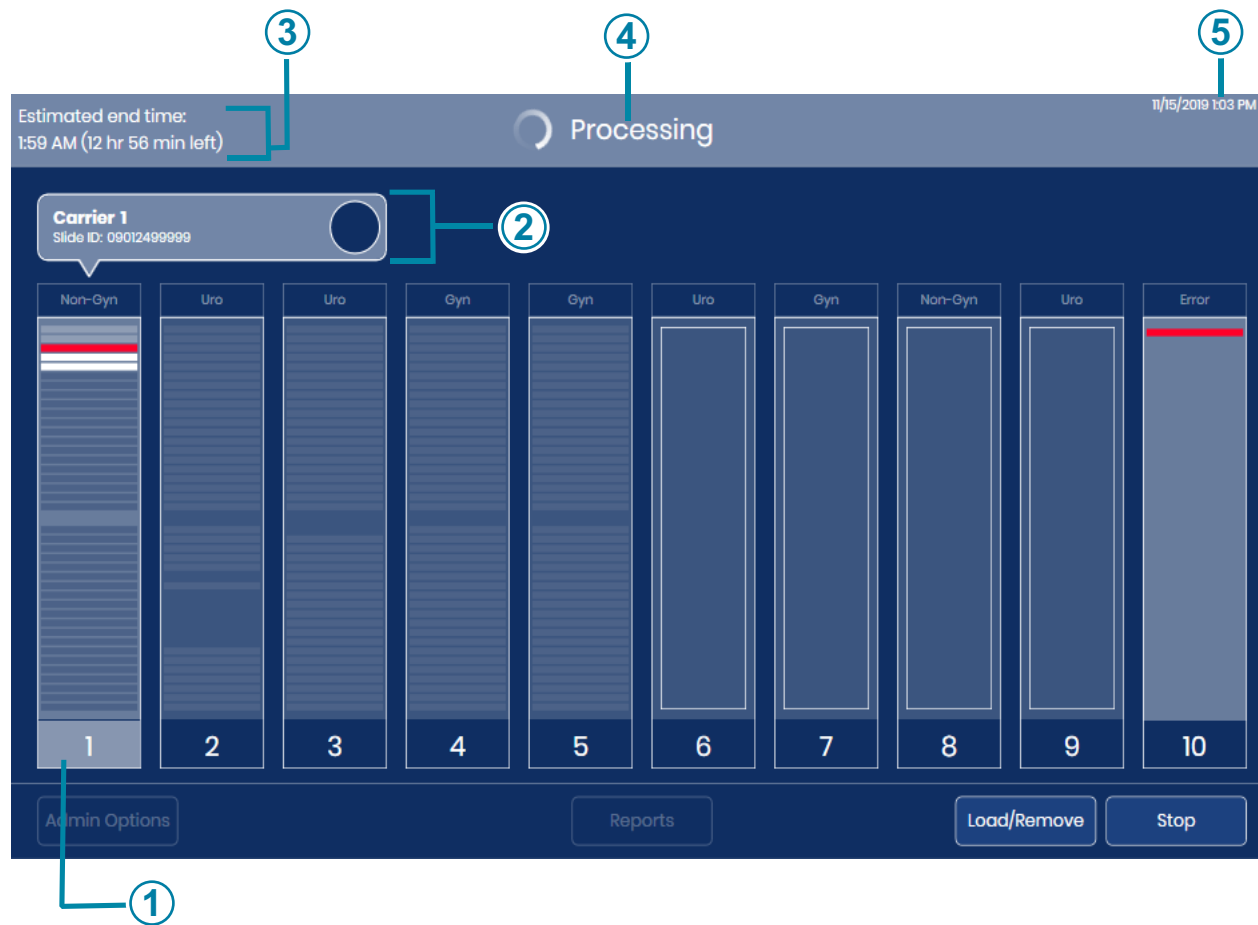 3
4
5
Estimated end time:
1:59 AM (12 hr 56 min left)
Processing
11/15/2019 1:03 PM
Carrier 1
Slide ID: 09012499999
2
Non-Gyn
Uro
Uro
Gyn
Gyn
Uro
Gyn
Non-Gyn
Uro
Error
1
2
3
4
5
6
7
8
9
10
Admin Options
Reports
Load/Remove
Stop
1